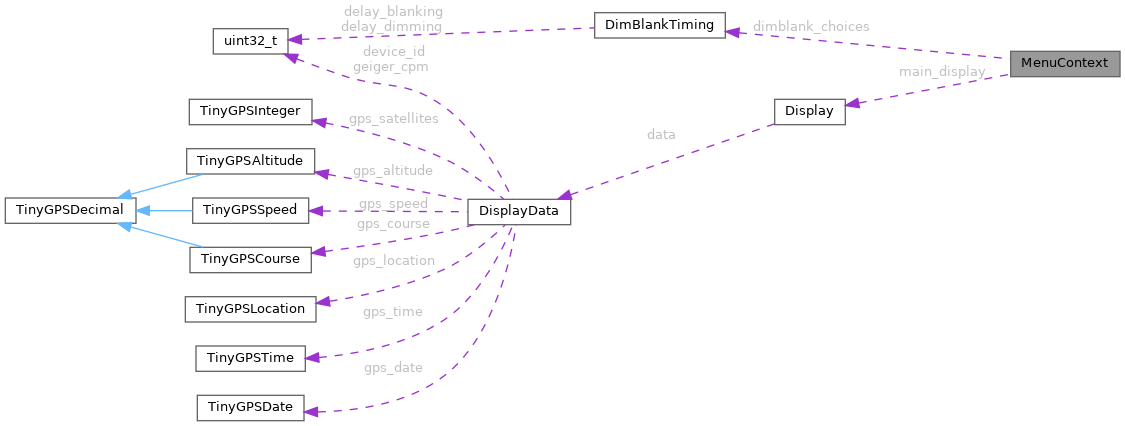 delay_blanking
delay_dimming
DimBlankTiming
dimblank_choices
uint32_t
device_id
geiger_cpm
MenuContext
main_display
TinyGPSInteger
gps_satellites
Display
data
TinyGPSAltitude
gps_altitude
TinyGPSDecimal
TinyGPSSpeed
gps_speed
DisplayData
gps_course
TinyGPSCourse
gps_location
TinyGPSLocation
gps_time
TinyGPSTime
gps_date
TinyGPSDate